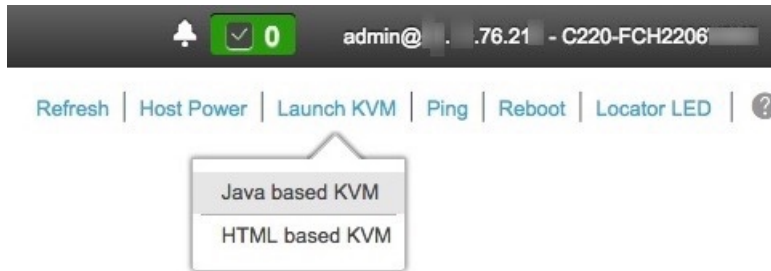 0 admin@ . .76.21 - C220-FCH2206
Refresh | Host Power | Launch KVM | Ping | Reboot | Locator LED | ?
Java based KVM
HTML based KVM